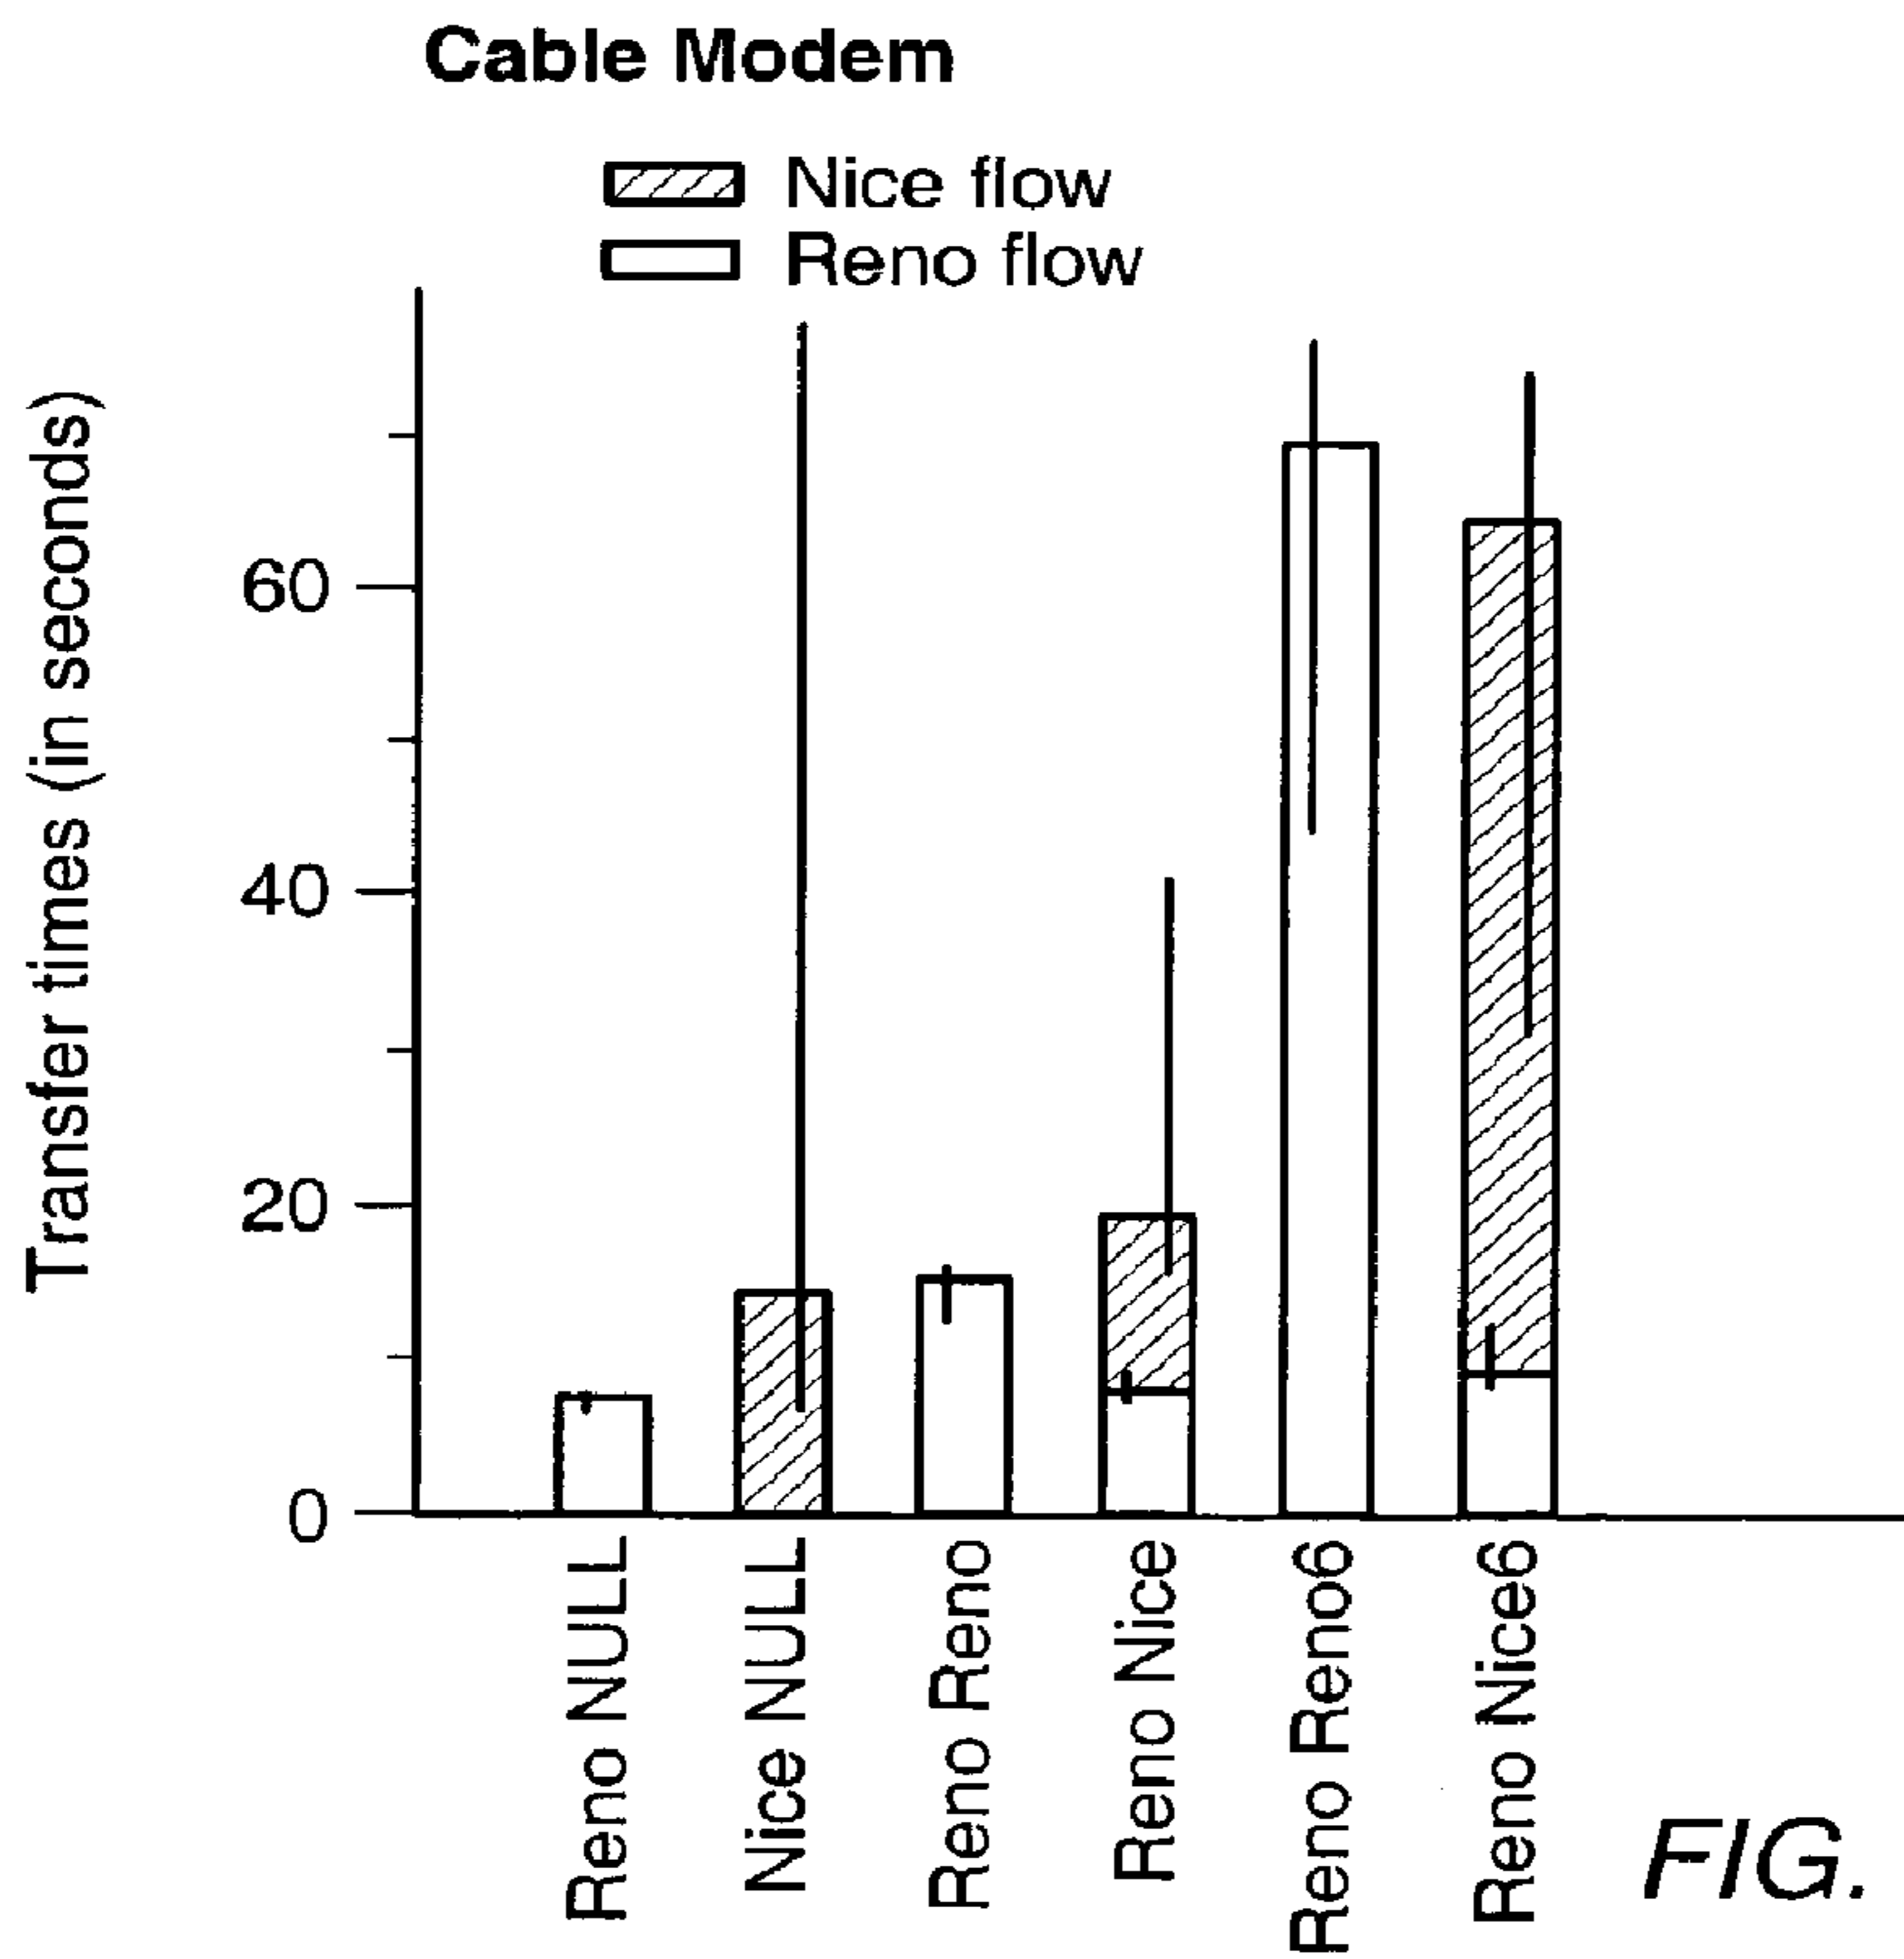 Cable Modem
Nice flow
Reno flow
Transfer times (in seconds)
60
40
20
0
Reno NULL
Nice NULL
Reno Reno
Reno Nice
Reno Reno6
Reno Nice6
FIG.